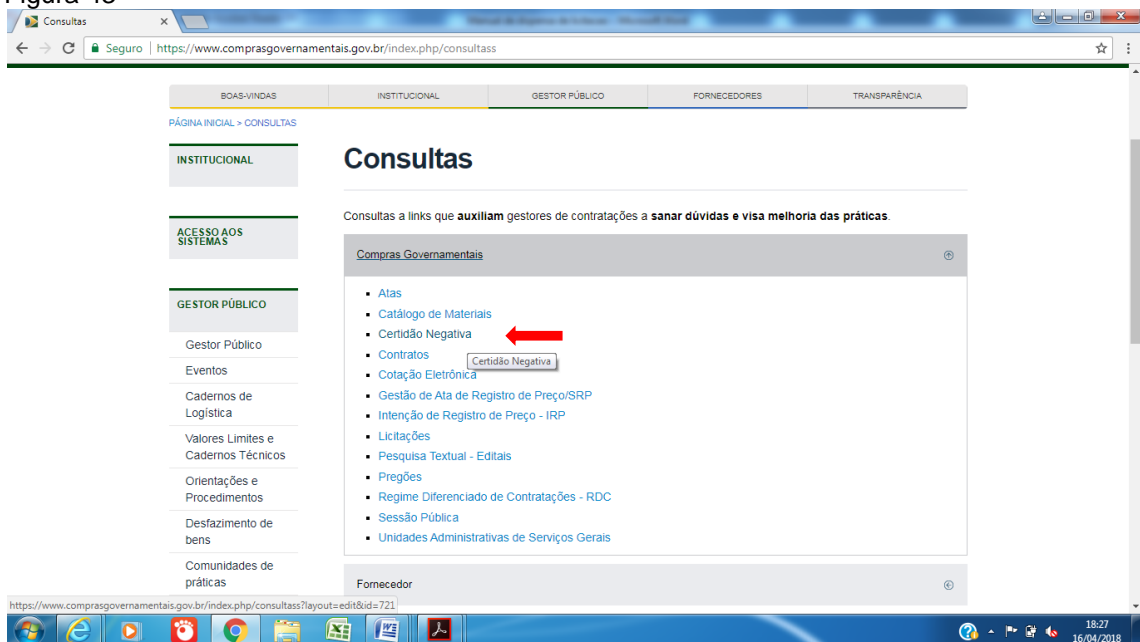 Consultas
Seguro | https://www.comprasgovernamentais.gov.br/index.php/consultass
BOAS-VINDAS
INSTITUCIONAL
GESTOR PÚBLICO
FORNECEDORES
TRANSPARÊNCIA
PÁGINA INICIAL > CONSULTAS
INSTITUCIONAL
ACESSO AOS
SISTEMAS
GESTOR PÚBLICO
Gestor Público
Eventos
Cadernos de
Logística
Valores Limites e
Cadernos Técnicos
Orientações e
Procedimentos
Desfazimento de
bens
Comunidades de
práticas
Consultas
Consultas a links que auxiliam gestores de contratações a sanar dúvidas e visa melhoria das práticas.
Compras Governamentais
Atas
Catálogo de Materiais
Certidão Negativa
Contratos
Certidão Negativa
Cotação Eletrônica
Gestão de Ata de Registro de Preço/SRP
Intenção de Registro de Preço - IRP
Licitações
Pesquisa Textual - Editais
Pregões
Regime Diferenciado de Contratações - RDC
Sessão Pública
Unidades Administrativas de Serviços Gerais
Fornecedor
https://www.comprasgovernamentais.gov.br/index.php/consultass?layout=edit&id=721
18:27
16/04/2018